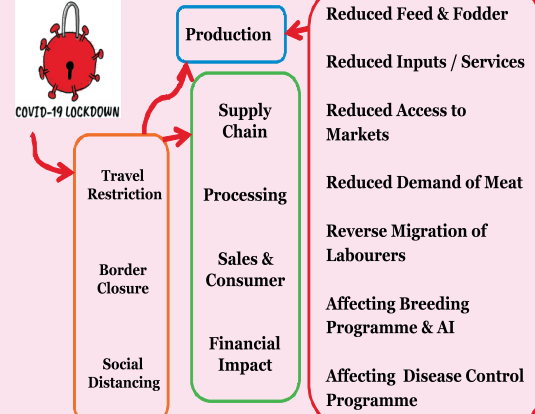 COVID-19 LOCKDOWN
Travel
Restriction
Border
Closure
Social
Distancing
Production
Supply
Chain
Processing
Sales &
Consumer
Financial
Impact
Reduced Feed & Fodder
Reduced Inputs / Services
Reduced Access to
Markets
Reduced Demand of Meat
Reverse Migration of
Labourers
Affecting Breeding
Programme & AI
Affecting Disease Control
Programme